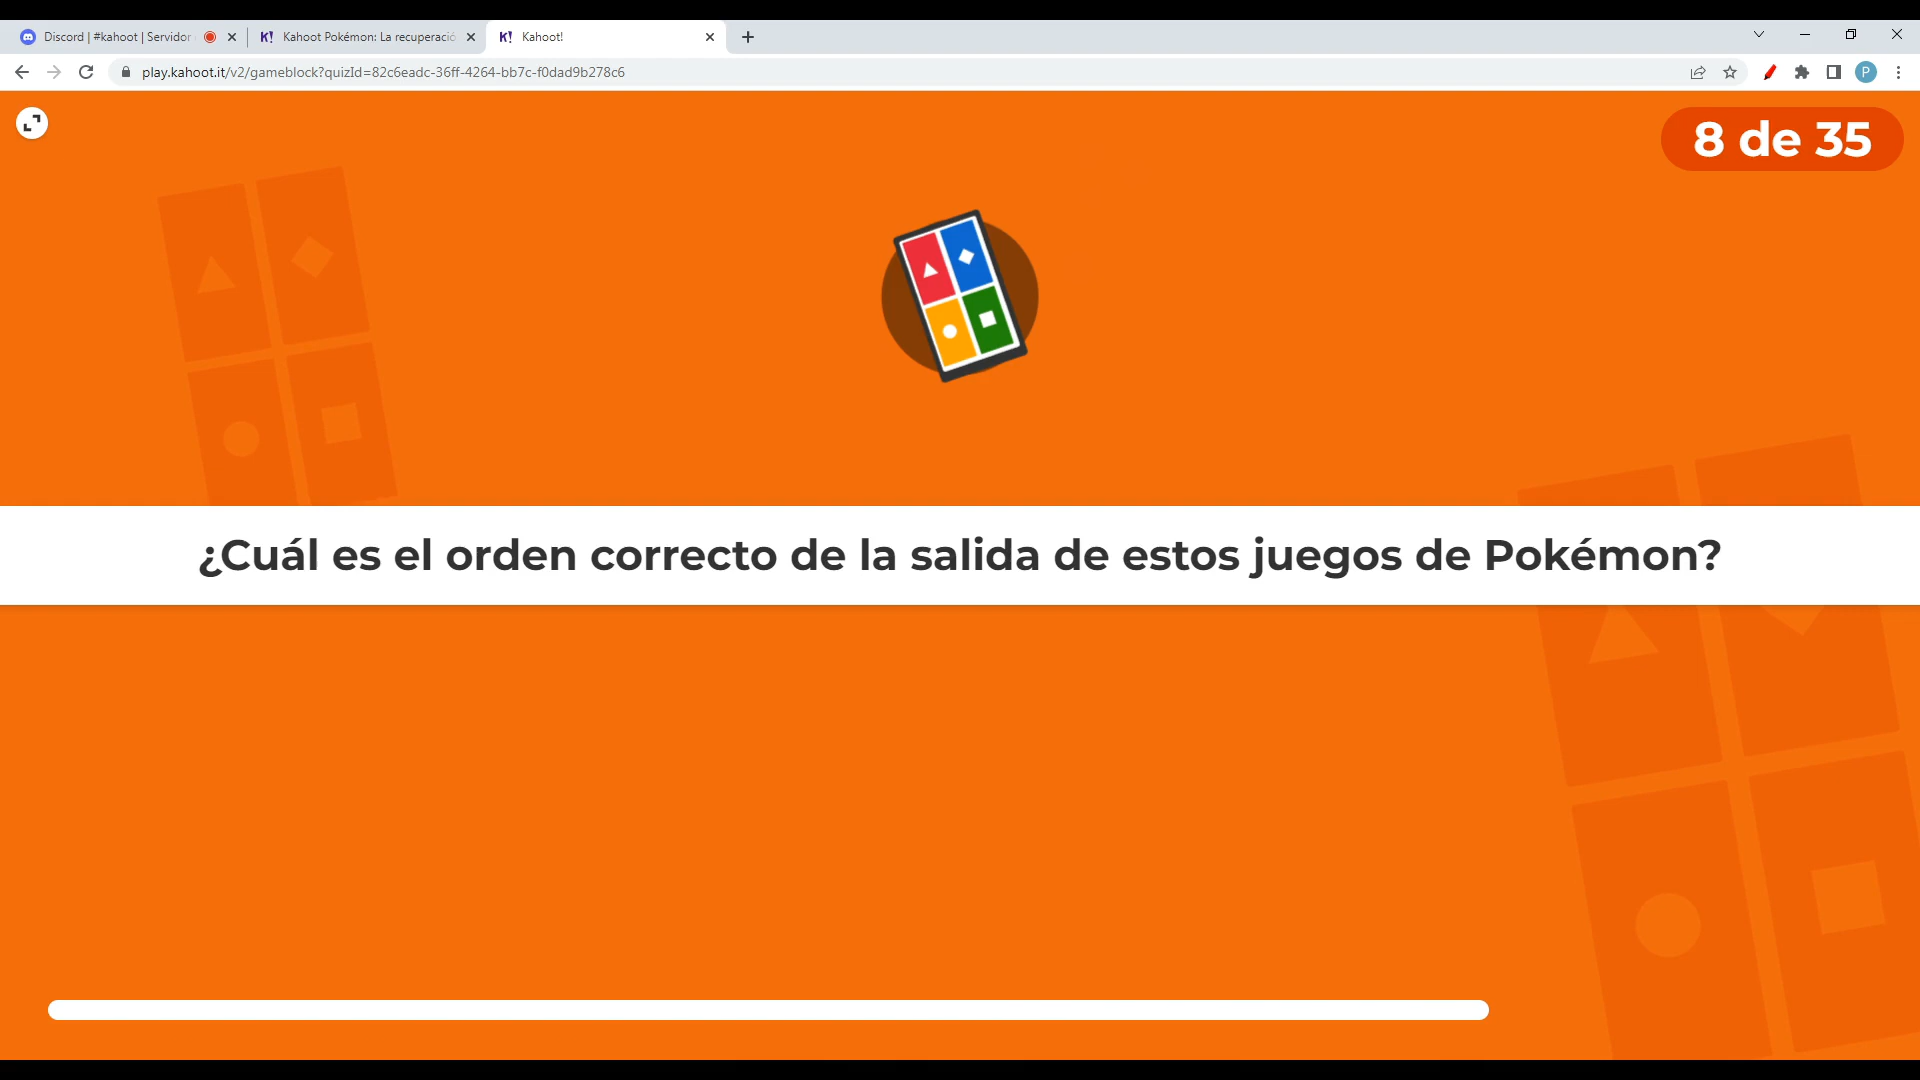 Discord | #kahoot | Servidor
K! Kahoot Pokémon: La recuperació
K! Kahoot!
play.kahoot.it/v2/gameblock?quizId=82c6eadc-36ff-4264-bb7c-f0dad9b278c6
P
8 de 35
¿Cuál es el orden correcto de la salida de estos juegos de Pokémon?